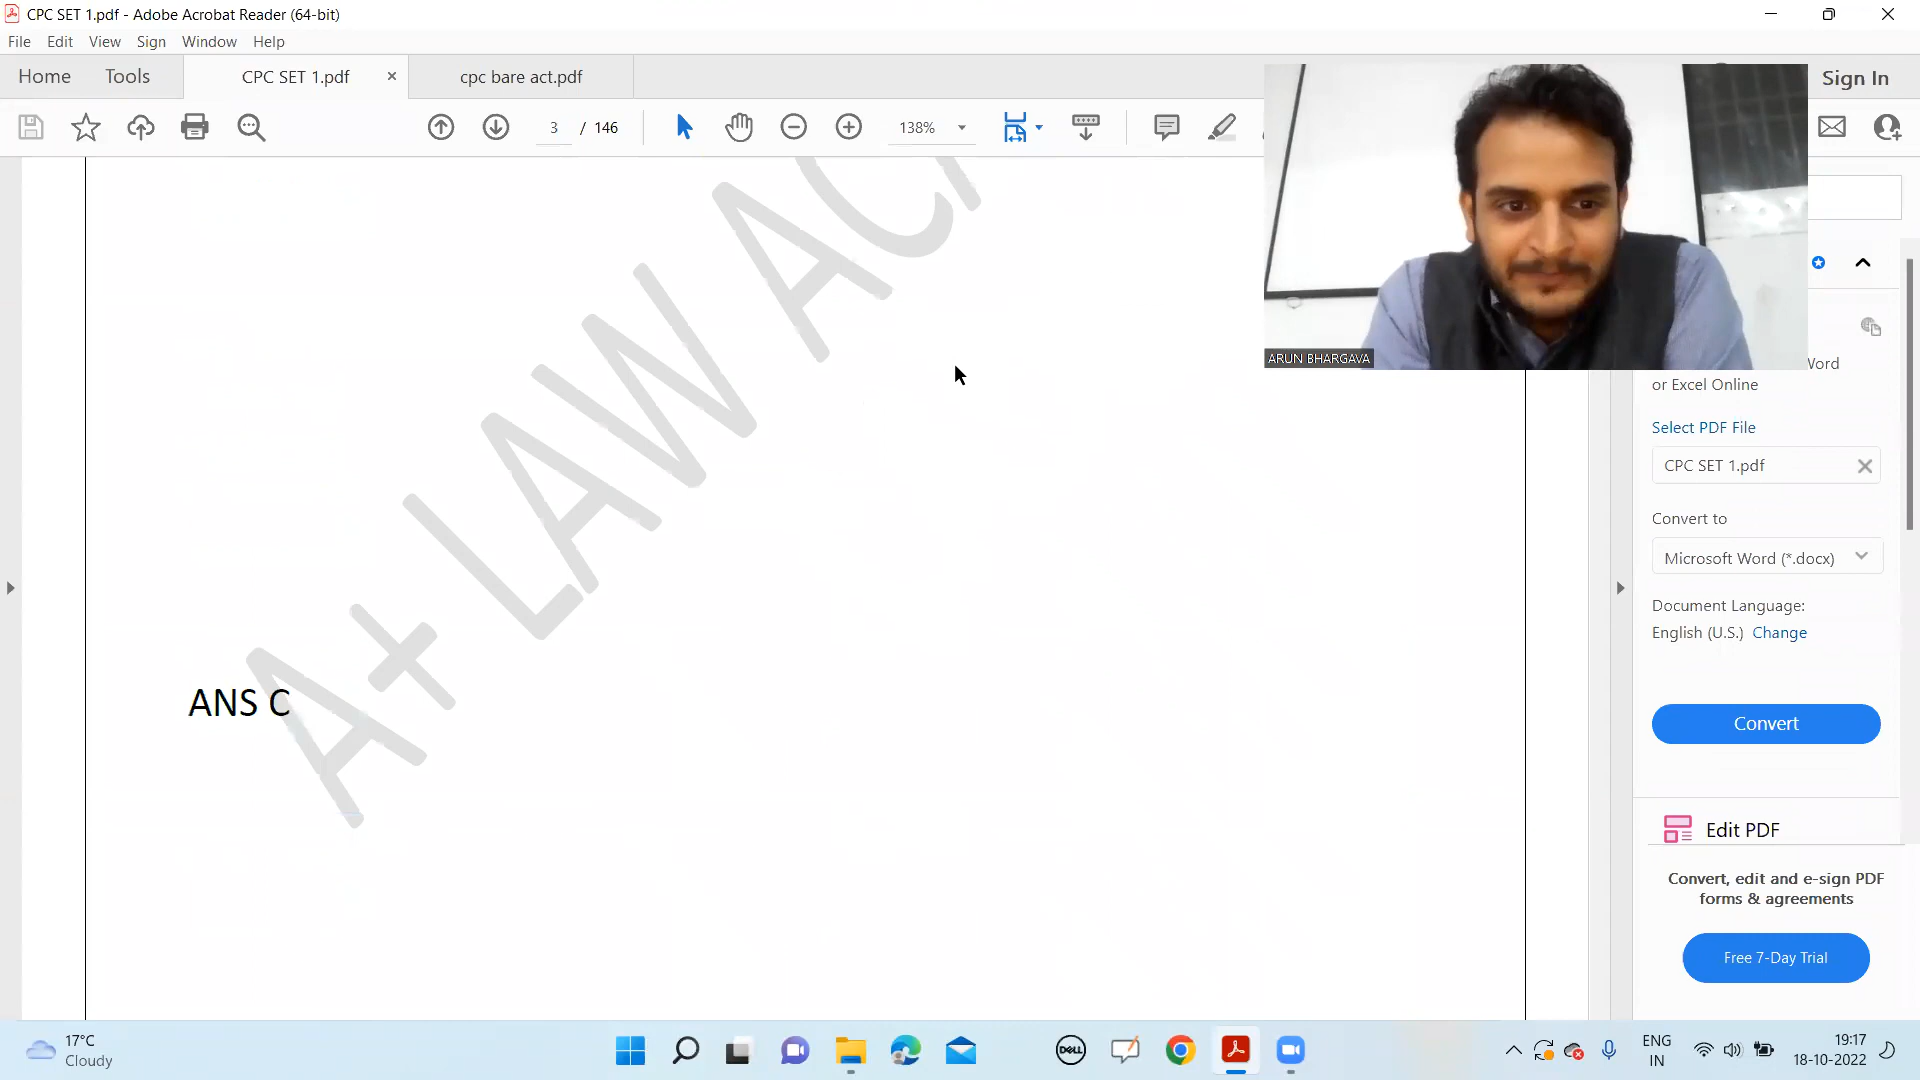 CPC SET 1.pdf - Adobe Acrobat Reader (64-bit)
File Edit View Sign Window Help
Home Tools CPC SET 1.pdf cpc bare act.pdf Sign In
3 / 146 138%
A+ LAW
ARUN BHARGAVA
Word
or Excel Online
Select PDF File
CPC SET 1.pdf
Convert to
Microsoft Word (*.docx)
Document Language:
English (U.S.) Change
ANS C
Convert
Edit PDF
Convert, edit and e-sign PDF
forms & agreements
Free 7-Day Trial
17°C
Cloudy
DELL
ENG
IN
19:17
18-10-2022